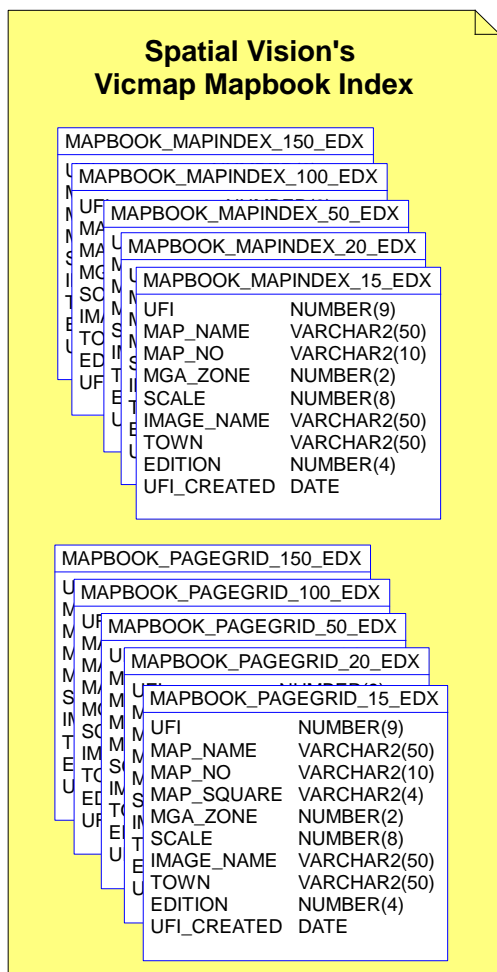 Spatial Vision's
Vicmap Mapbook Index
MAPBOOK_MAPINDEX_150_EDX
MAPBOOK_MAPINDEX_100_EDX
MAPBOOK_MAPINDEX_50_EDX
MAPBOOK_MAPINDEX_20_EDX
MAPBOOK_MAPINDEX_15_EDX
UFI NUMBER(9)
MAP_NAME VARCHAR2(50)
MAP_NO VARCHAR2(10)
MGA_ZONE NUMBER(2)
SCALE NUMBER(8)
IMAGE_NAME VARCHAR2(50)
TOWN VARCHAR2(50)
EDITION NUMBER(4)
UFI_CREATED DATE
MAPBOOK_PAGEGRID_150_EDX
MAPBOOK_PAGEGRID_100_EDX
MAPBOOK_PAGEGRID_50_EDX
MAPBOOK_PAGEGRID_20_EDX
MAPBOOK_PAGEGRID_15_EDX
UFI NUMBER(9)
MAP_NAME VARCHAR2(50)
MAP_NO VARCHAR2(10)
MAP_SQUARE VARCHAR2(4)
MGA_ZONE NUMBER(2)
SCALE NUMBER(8)
IMAGE_NAME VARCHAR2(50)
TOWN VARCHAR2(50)
EDITION NUMBER(4)
UFI_CREATED DATE